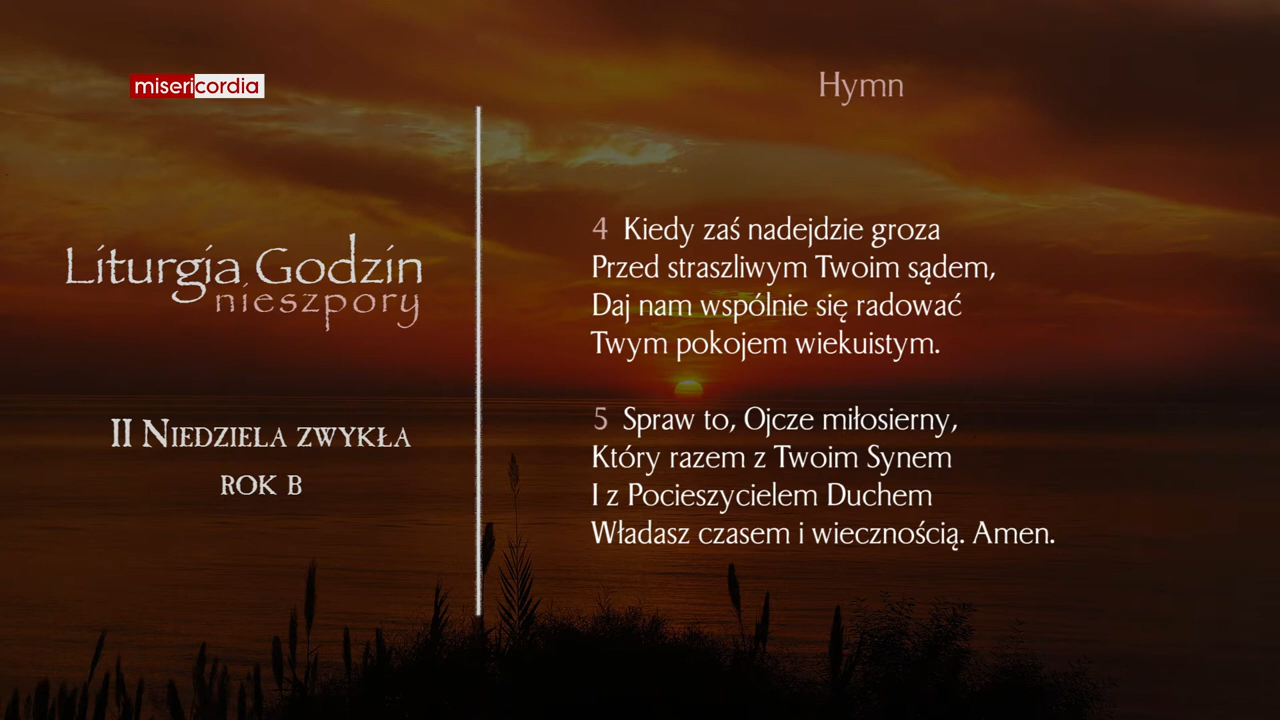 misericordia
Liturgia Godzin
nieszpory
II Niedziela zwykła
rok B
Hymn
4 Kiedy zaś nadejdzie groza
Przed straszliwym Twoim sądem,
Daj nam wspólnie się radować
Twym pokojem wiekuistym.
5 Spraw to, Ojcze miłosierny,
Który razem z Twoim Synem
I z Pocieszycielem Duchem
Władasz czasem i wiecznością. Amen.